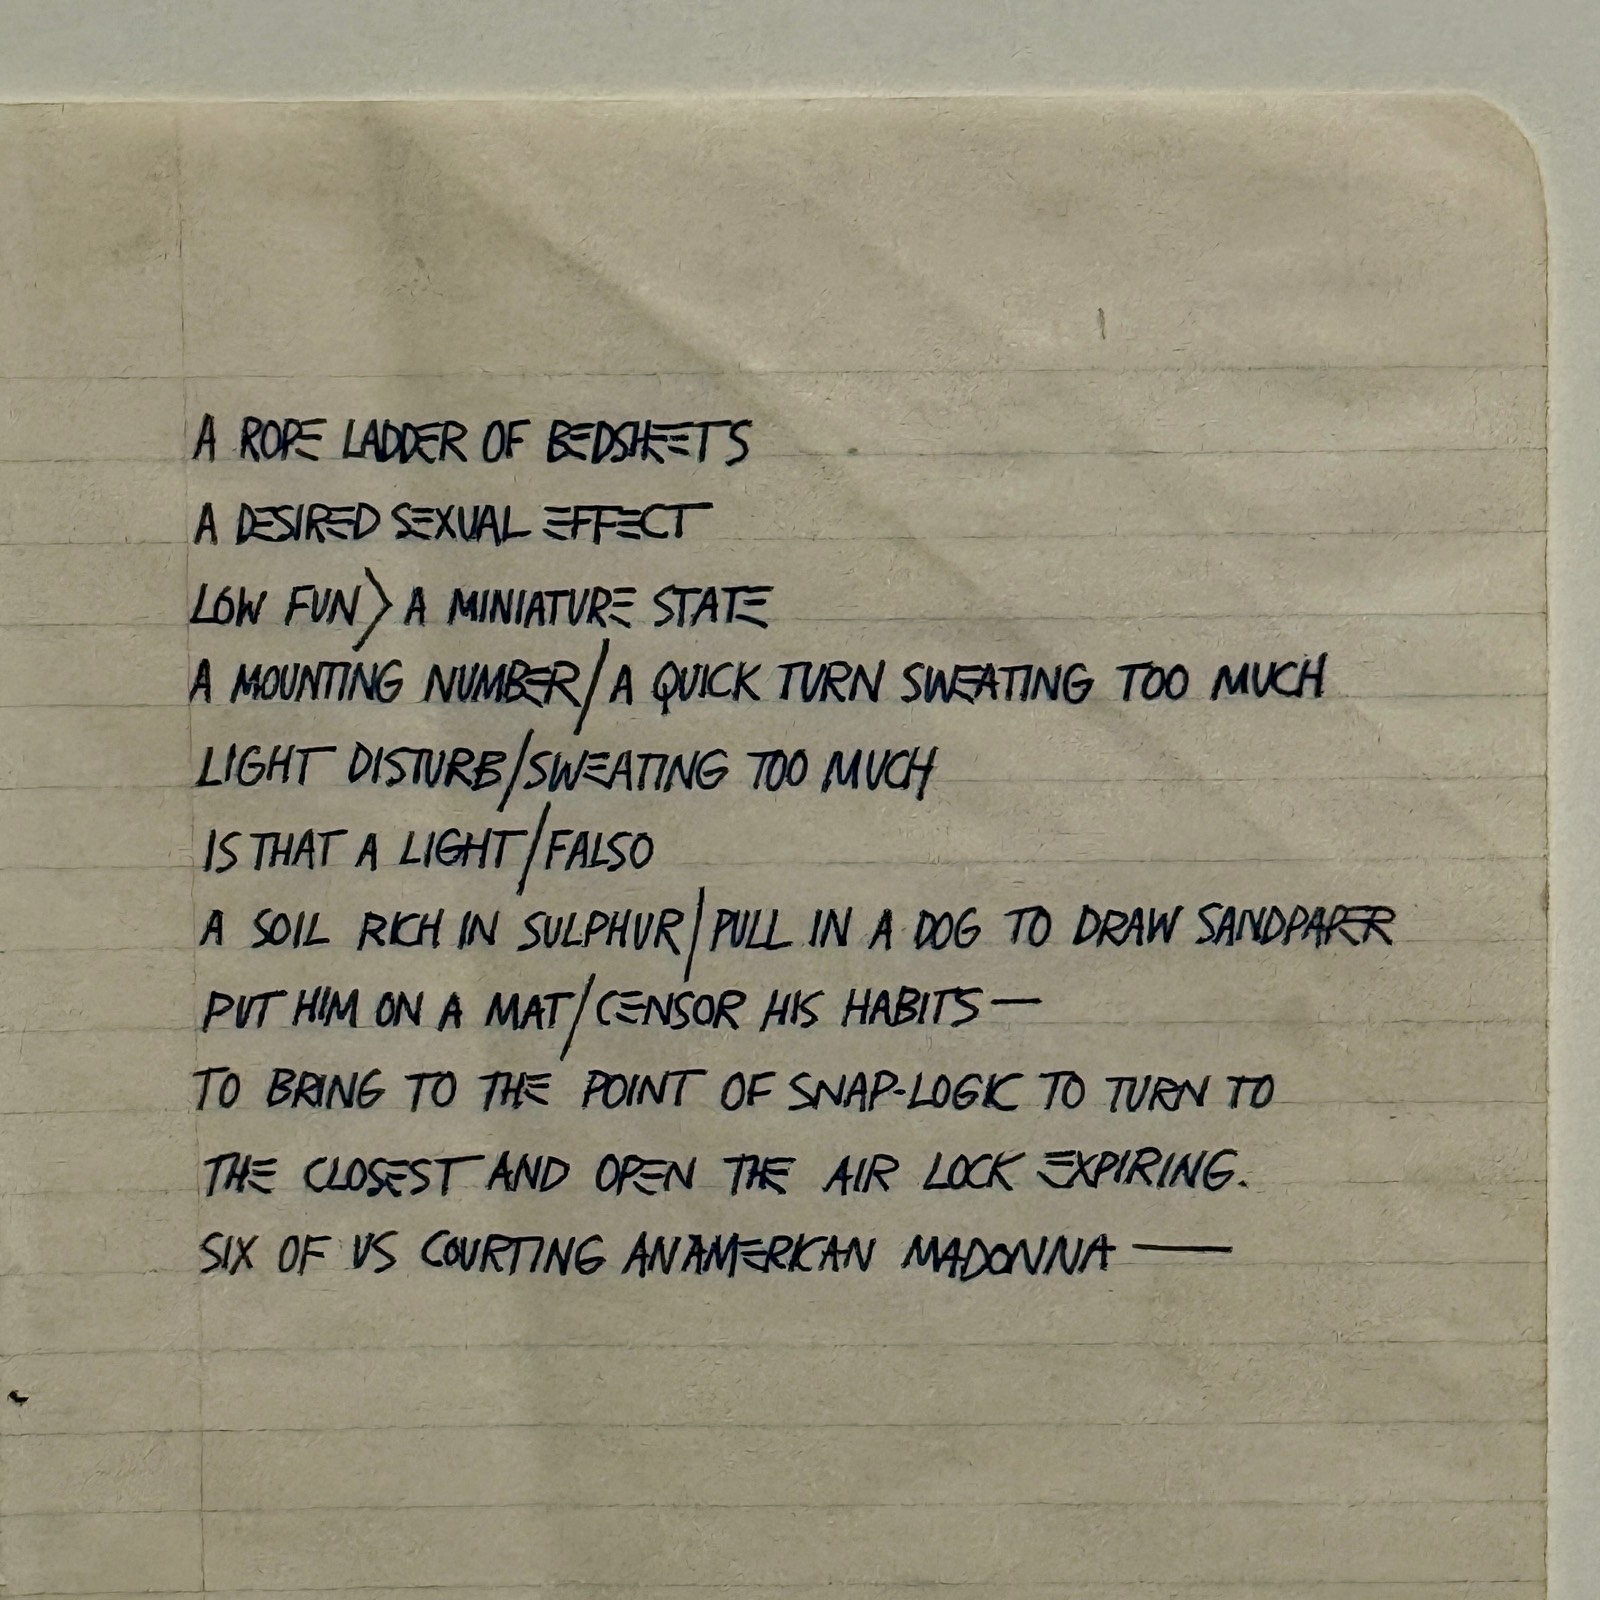 A ROPE LADDER OF BEDSHEETS
A DESIRED SEXUAL EFFECT
LOW FUN > A MINIATURE STATE
A MOUNTING NUMBER / A QUICK TURN SWEATING TOO MUCH
LIGHT DISTURB / SWEATING TOO MUCH
IS THAT A LIGHT / FALSO
A SOIL RICH IN SULPHUR / PULL IN A DOG TO DRAW SANDPAPER
PUT HIM ON A MAT / CENSOR HIS HABITS —
TO BRING TO THE POINT OF SNAP-LOGIC TO TURN TO
THE CLOSEST AND OPEN THE AIR LOCK EXPIRING.
SIX OF US COURTING AN AMERICAN MADONNA —